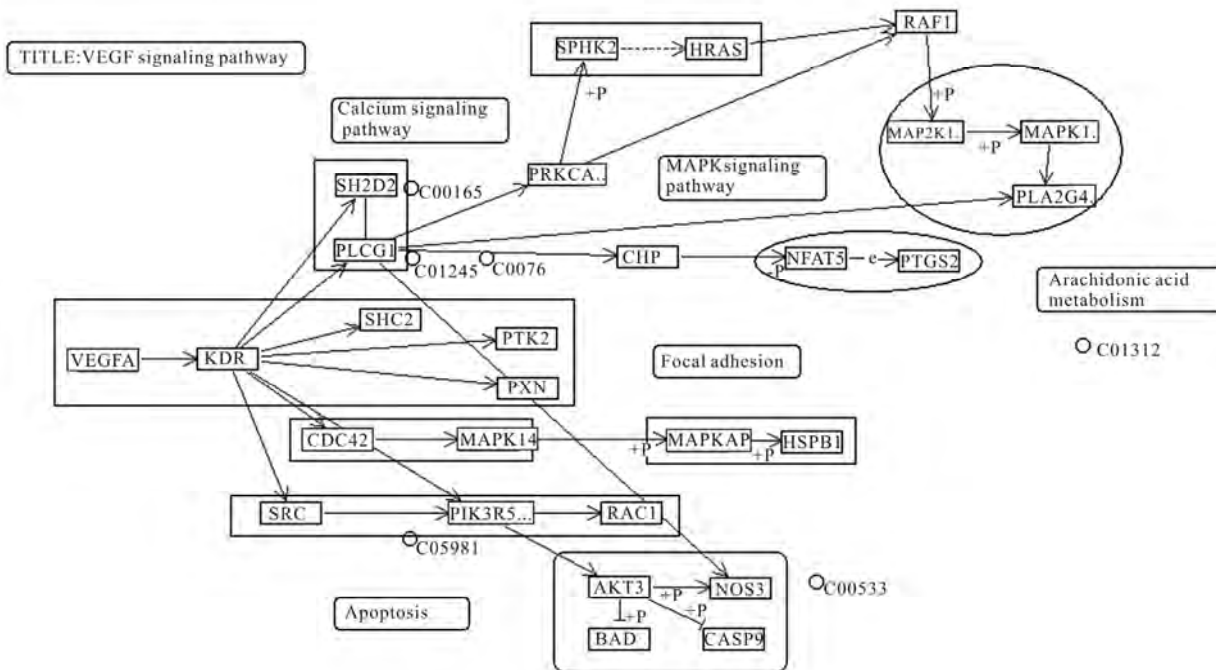 TITLE:VEGF signaling pathway
SPHK2
HRAS
RAF1
+P
+P
Calcium signaling
pathway
MAP2K1.
+P
MAPK1.
SH2D2
C00165
PRKCA..
MAPKsignaling
pathway
PLA2G4.
PLCG1
C01245
C0076
CHP
-P
NFAT5
e
PTGS2
Arachidonic acid
metabolism
C01312
SHC2
VEGFA
KDR
PTK2
PXN
Focal adhesion
CDC42
MAPK14
+P
MAPKAP
+P
HSPB1
SRC
PIK3R5...
RAC1
C05981
AKT3
+P
NOS3
C00533
Apoptosis
+P
+P
BAD
CASP9